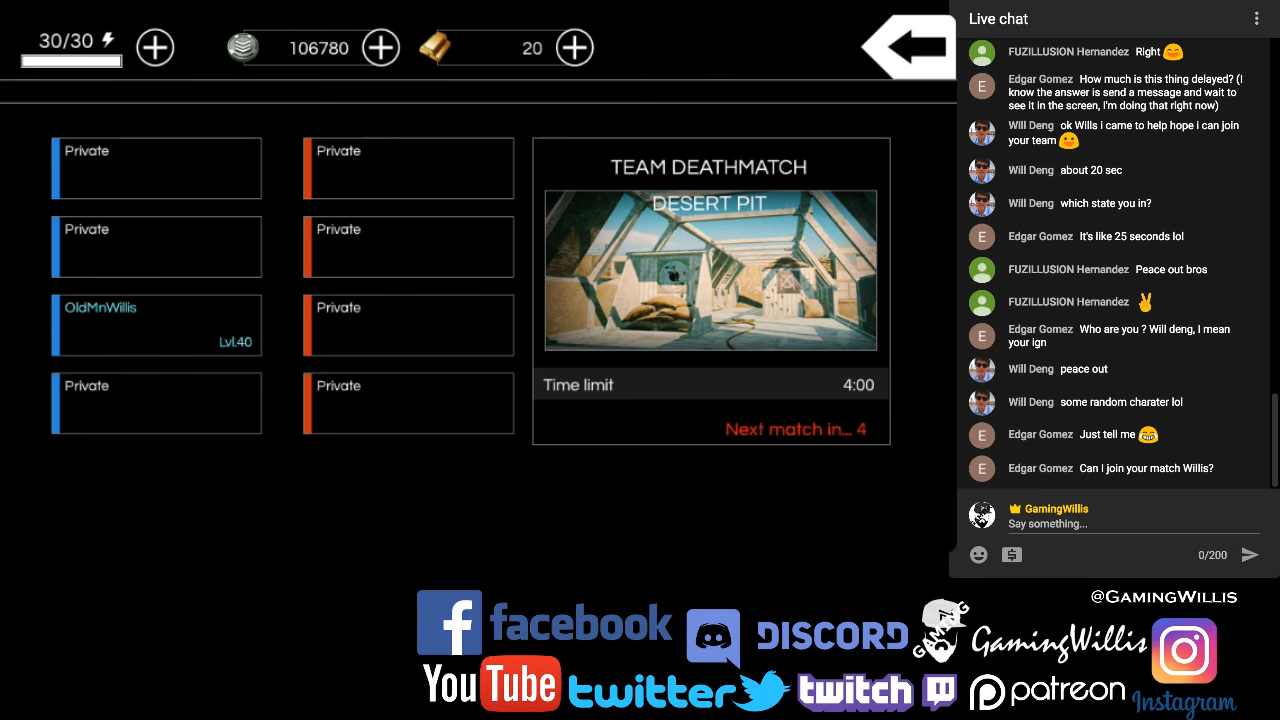 30/30
106780
20
Private
Private
Private
Private
OldMnWillis
Lvl.40
Private
Private
Private
TEAM DEATHMATCH
DESERT PIT
Time limit 4:00
Next match in... 4
Live chat
FUZILLUSION Hernandez Right
Edgar Gomez How much is this thing delayed? (I
know the answer is send a message and wait to
see it in the screen, I'm doing that right now)
Will Deng ok Wills i came to help hope i can join
your team
Will Deng about 20 sec
Will Deng which state you in?
Edgar Gomez It's like 25 seconds lol
FUZILLUSION Hernandez Peace out bros
FUZILLUSION Hernandez
Edgar Gomez Who are you ? Will deng, I mean
your ign
Will Deng peace out
Will Deng some random charater lol
Edgar Gomez Just tell me
Edgar Gomez Can I join your match Willis?
GamingWillis
Say something...
0/200
@GAMINGWILLIS
facebook
DISCORD
GAMING
GamingWillis
YouTube
twitter
twitch
patreon
Instagram